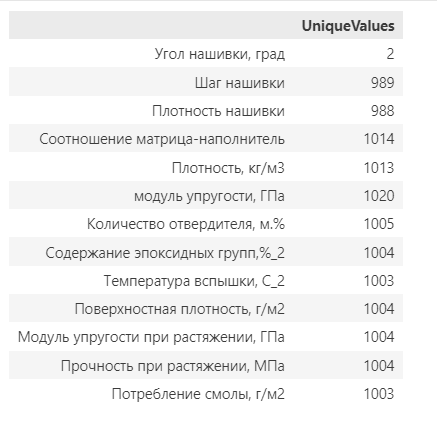 UniqueValues
Угол нашивки, град 2
Шаг нашивки 989
Плотность нашивки 988
Соотношение матрица-наполнитель 1014
Плотность, кг/м3 1013
модуль упругости, ГПа 1020
Количество отвердителя, м.% 1005
Содержание эпоксидных групп,%_2 1004
Температура вспышки, С_2 1003
Поверхностная плотность, г/м2 1004
Модуль упругости при растяжении, ГПа 1004
Прочность при растяжении, МПа 1004
Потребление смолы, г/м2 1003